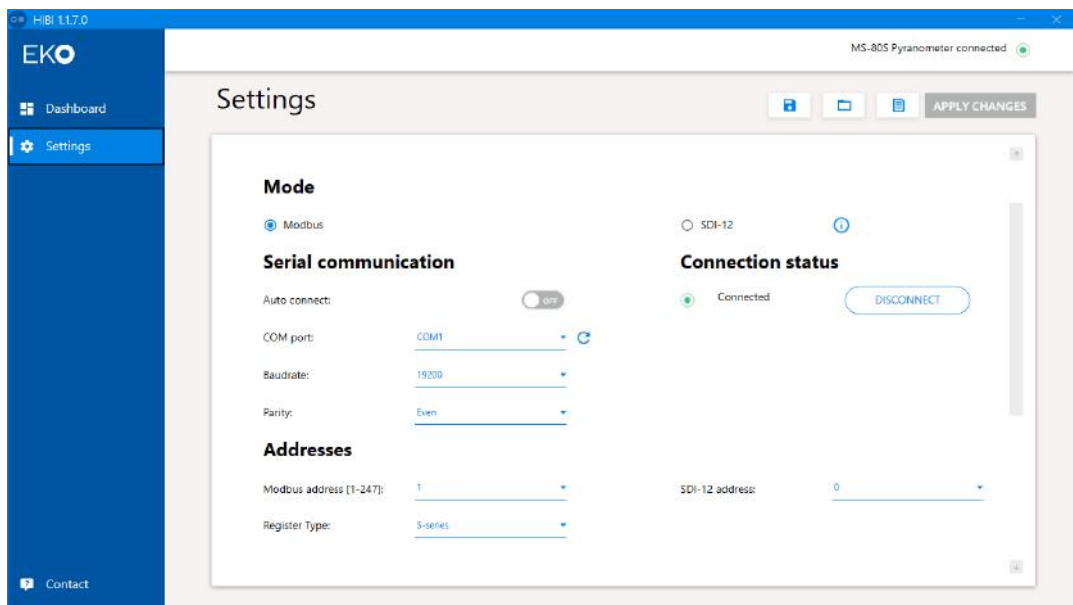 HIBI 1.1.7.0
EKO
MS-80S Pyranometer connected
Dashboard
Settings
Settings
APPLY CHANGES
Mode
Modbus
SDI-12
Serial communication
Connection status
Auto connect:
OFF
Connected
DISCONNECT
COM port:
COM1
Baudrate:
19200
Parity:
Even
Addresses
Modbus address [1-247]:
1
SDI-12 address:
0
Register Type:
S-series
Contact